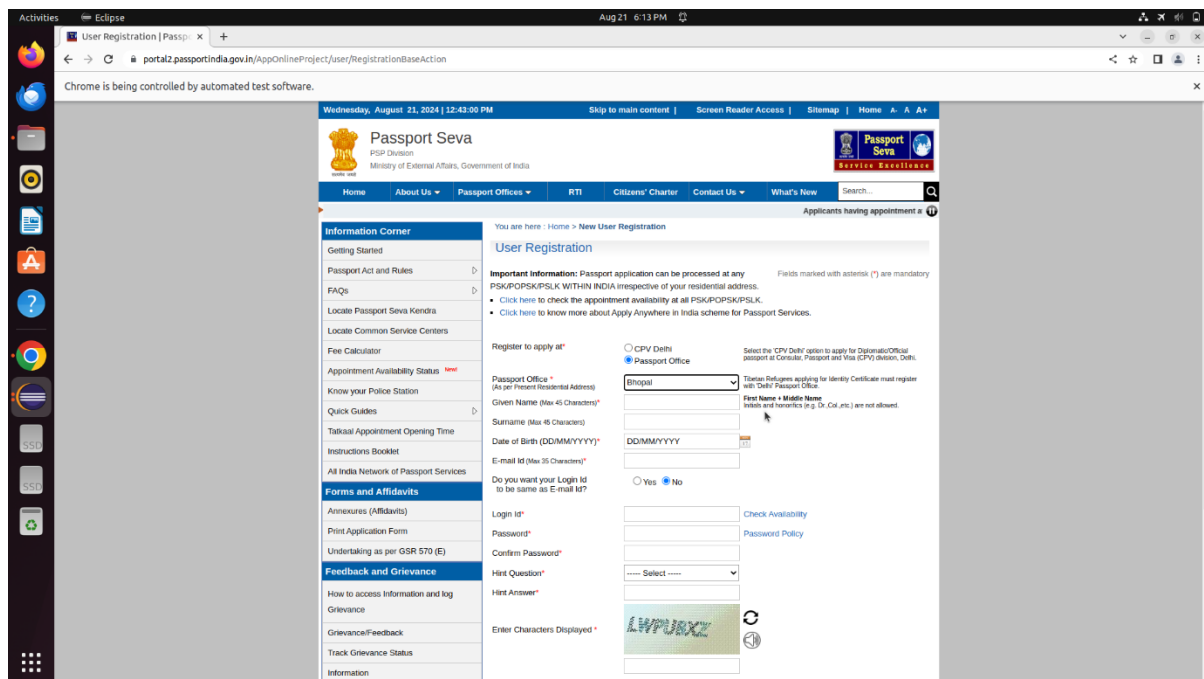 Activities Eclipse Aug 21 6:13 PM
User Registration | Passpo × +
portal2.passportindia.gov.in/AppOnlineProject/user/RegistrationBaseAction
Chrome is being controlled by automated test software.
Wednesday, August 21, 2024 | 12:43:00 PM Skip to main content | Screen Reader Access | Sitemap | Home A- A A+
Passport Seva
PSP Division
Ministry of External Affairs, Government of India
Passport
Seva
Service Excellence
Home About Us Passport Offices RTI Citizens' Charter Contact Us What's New Search...
Applicants having appointment a
Information Corner
Getting Started
Passport Act and Rules
FAQs
Locate Passport Seva Kendra
Locate Common Service Centers
Fee Calculator
Appointment Availability Status New!
Know your Police Station
Quick Guides
Tatkaal Appointment Opening Time
Instructions Booklet
All India Network of Passport Services
Forms and Affidavits
Annexures (Affidavits)
Print Application Form
Undertaking as per GSR 570 (E)
Feedback and Grievance
How to access Information and log
Grievance
Grievance/Feedback
Track Grievance Status
Information
You are here : Home > New User Registration
User Registration
Important Information: Passport application can be processed at any
PSK/POPSK/PSLK WITHIN INDIA irrespective of your residential address.
Fields marked with asterisk (*) are mandatory
Click here to check the appointment availability at all PSK/POPSK/PSLK.
Click here to know more about Apply Anywhere in India scheme for Passport Services.
Register to apply at*
CPV Delhi
Passport Office
Select the 'CPV Delhi' option to apply for Diplomatic/Official
passport at Consular, Passport and Visa (CPV) division, Delhi.
Passport Office *
(As per Present Residential Address)
Bhopal
Tibetan Refugees applying for Identity Certificate must register
with 'Delhi' Passport Office.
Given Name (Max 45 Characters)*
First Name + Middle Name
Initials and honorifics (e.g. Dr.,Col.,etc.) are not allowed.
Surname (Max 45 Characters)
Date of Birth (DD/MM/YYYY)* DD/MM/YYYY
E-mail Id (Max 35 Characters)*
Do you want your Login Id
to be same as E-mail Id?
Yes No
Login Id* Check Availability
Password* Password Policy
Confirm Password*
Hint Question* ----- Select -----
Hint Answer*
Enter Characters Displayed *
LWPUBXZ
SSD
SSD